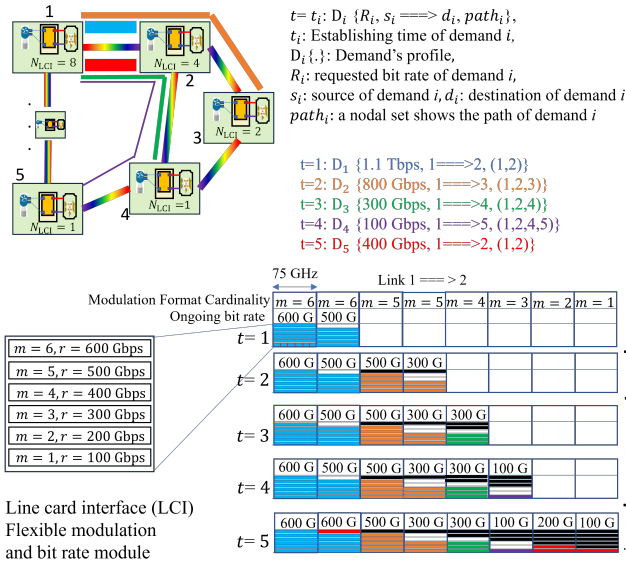 1
N_LCI = 8
N_LCI = 4
2
N_LCI = 2
3
5
N_LCI = 1
4
N_LCI =1
t= t_i: D_i {R_i, s_i ===> d_i, path_i},
t_i: Establishing time of demand i,
D_i{.}: Demand's profile,
R_i: requested bit rate of demand i,
s_i: source of demand i, d_i: destination of demand i
path_i: a nodal set shows the path of demand i
t=1: D_1 {1.1 Tbps, 1===>2, (1,2)}
t=2: D_2 {800 Gbps, 1===>3, (1,2,3)}
t=3: D_3 {300 Gbps, 1===>4, (1,2,4)}
t=4: D_4 {100 Gbps, 1===>5, (1,2,4,5)}
t=5: D_5 {400 Gbps, 1===>2, (1,2)}
75 GHz
Link 1 ===> 2
Modulation Format Cardinality
m = 6 m = 6 m = 5 m = 5 m = 4 m = 3 m = 2 m = 1
Ongoing bit rate
600 G 500 G
t= 1
600 G 500 G 500 G 300 G
t= 2
600 G 500 G 500 G 300 G 300 G
t= 3
600 G 500 G 500 G 300 G 300 G 100 G
t= 4
600 G 600 G 500 G 300 G 300 G 100 G 200 G 100 G
t= 5
m = 6, r = 600 Gbps
m = 5, r = 500 Gbps
m = 4, r = 400 Gbps
m = 3, r = 300 Gbps
m = 2, r = 200 Gbps
m = 1, r = 100 Gbps
Line card interface (LCI)
Flexible modulation
and bit rate module